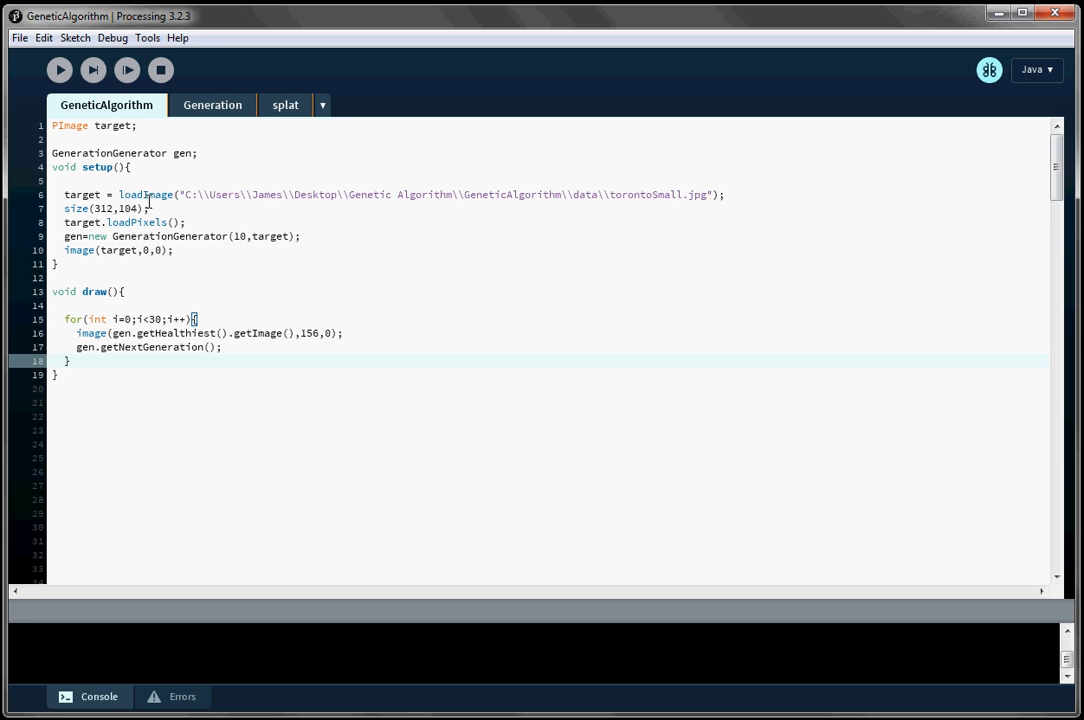 GeneticAlgorithm | Processing 3.2.3
File Edit Sketch Debug Tools Help
Java ▾
GeneticAlgorithm Generation splat ▾
1 PImage target;
2
3 GenerationGenerator gen;
4 void setup(){
5
6 target = loadImage("C:\\Users\\James\\Desktop\\Genetic Algorithm\\GeneticAlgorithm\\data\\torontoSmall.jpg");
7 size(312,104);
8 target.loadPixels();
9 gen=new GenerationGenerator(10,target);
10 image(target,0,0);
11 }
12
13 void draw(){
14
15 for(int i=0;i<30;i++){
16 image(gen.getHealthiest().getImage(),156,0);
17 gen.getNextGeneration();
18 }
19 }
20
21
22
23
24
25
26
27
28
29
30
31
32
33
Console Errors